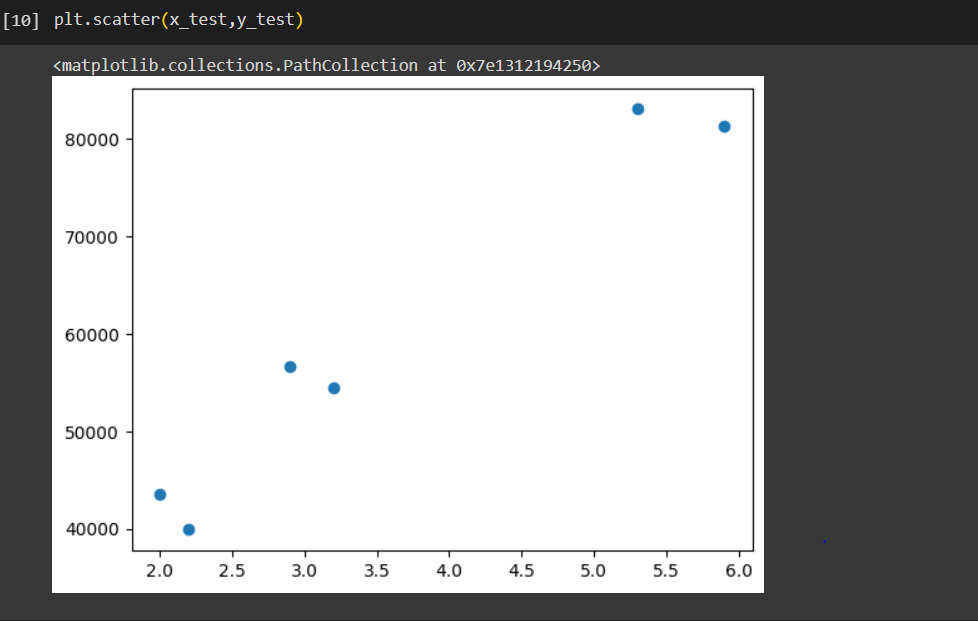 [10] plt.scatter(x_test,y_test)
<matplotlib.collections.PathCollection at 0x7e1312194250>
80000
70000
60000
50000
40000
2.0 2.5 3.0 3.5 4.0 4.5 5.0 5.5 6.0